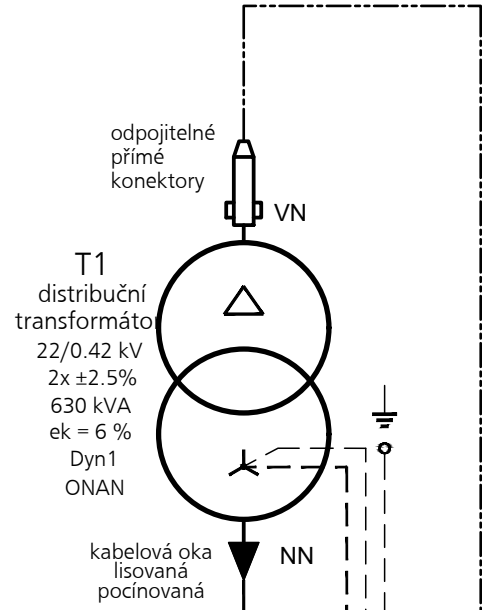 odpojitelné
přímé
konektory
VN
T1
distribuční
transformáto
22/0.42 kV
2x ±2.5%
630 kVA
ek = 6 %
Dyn1
ONAN
kabelová oka
lisovaná
pocínovaná
NN